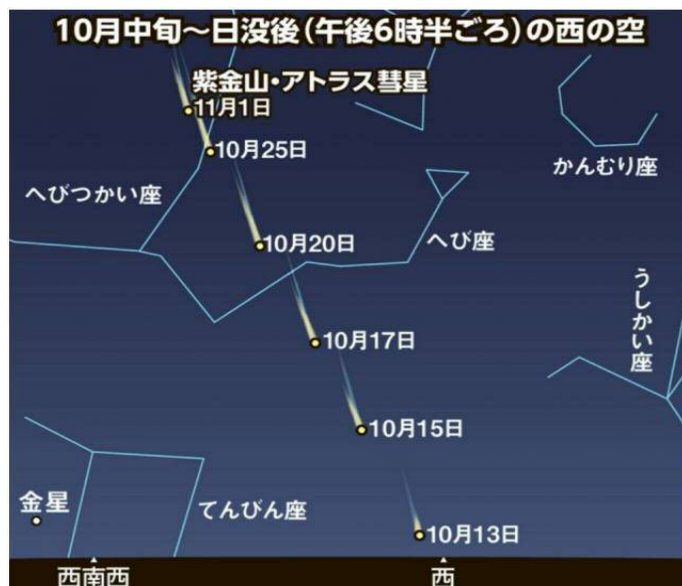 10月中旬～日没後(午後6時半ごろ)の西の空
紫金山・アトラス彗星
11月1日
10月25日
かんむり座
へびつかい座
10月20日
へび座
うしかい座
10月17日
10月15日
金星
てんびん座
10月13日
西南西
西